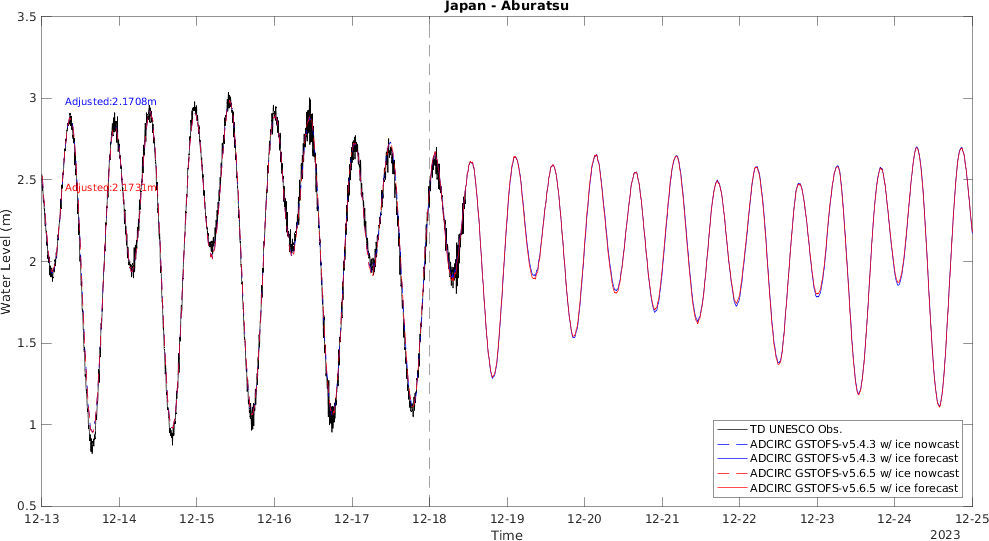 Japan - Aburatsu
3.5
3
2.5
2
1.5
1
0.5
Water Level (m)
Adjusted:2.1708m
Adjusted:2.1731m
TD UNESCO Obs.
ADCIRC GSTOFS-v5.4.3 w/ ice nowcast
ADCIRC GSTOFS-v5.4.3 w/ ice forecast
ADCIRC GSTOFS-v5.6.5 w/ ice nowcast
ADCIRC GSTOFS-v5.6.5 w/ ice forecast
12-13 12-14 12-15 12-16 12-17 12-18 12-19 12-20 12-21 12-22 12-23 12-24 12-25
Time
2023